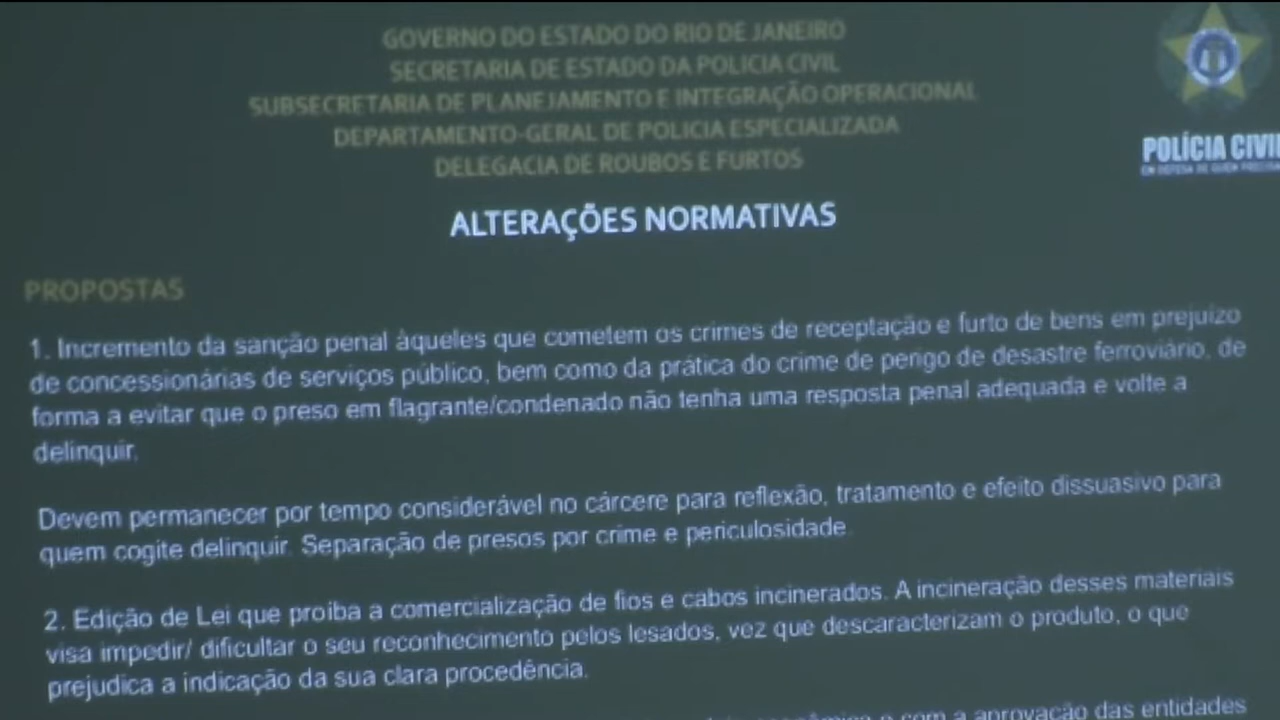 GOVERNO DO ESTADO DO RIO DE JANEIRO
SECRETARIA DE ESTADO DA POLICIA CIVIL
SUBSECRETARIA DE PLANEJAMENTO E INTEGRAÇÃO OPERACIONAL
DEPARTAMENTO-GERAL DE POLICIA ESPECIALIZADA
DELEGACIA DE ROUBOS E FURTOS
POLÍCIA CIVIL
EM DEFESA DE QUEM PRECISA
ALTERAÇÕES NORMATIVAS
PROPOSTAS
1. Incremento da sanção penal àqueles que cometem os crimes de receptação e furto de bens em prejuízo
de concessionárias de serviços público, bem como da prática do crime de perigo de desastre ferroviário, de
forma a evitar que o preso em flagrante/condenado não tenha uma resposta penal adequada e volte a
delinquir.
Devem permanecer por tempo considerável no cárcere para reflexão, tratamento e efeito dissuasivo para
quem cogite delinquir. Separação de presos por crime e periculosidade.
2. Edição de Lei que proiba a comercialização de fios e cabos incinerados. A incineração desses materiais
visa impedir/ dificultar o seu reconhecimento pelos lesados, vez que descaracterizam o produto, o que
prejudica a indicação da sua clara procedência.
e com a aprovação das entidades